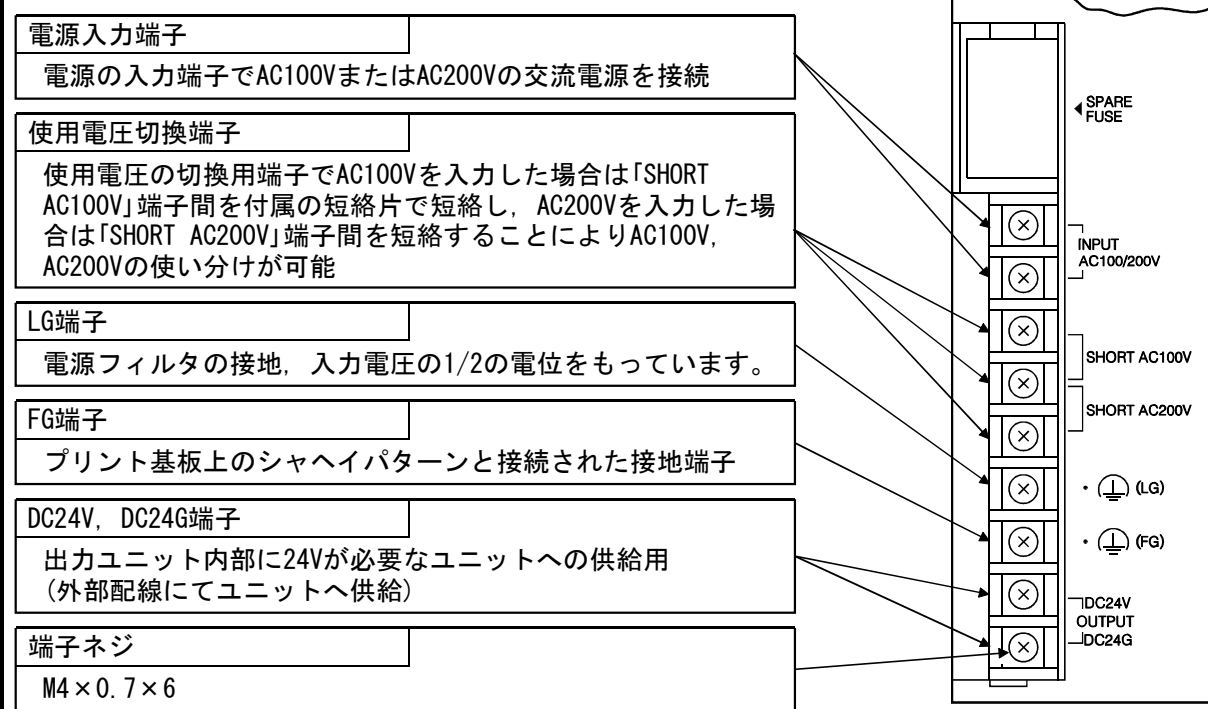 電源入力端子
電源の入力端子でAC100VまたはAC200Vの交流電源を接続
使用電圧切換端子
使用電圧の切換用端子でAC100Vを入力した場合は｢SHORT
AC100V｣端子間を付属の短絡片で短絡し，AC200Vを入力した場
合は｢SHORT AC200V｣端子間を短絡することによりAC100V，
AC200Vの使い分けが可能
LG端子
電源フィルタの接地，入力電圧の1/2の電位をもっています。
FG端子
プリント基板上のシャヘイパターンと接続された接地端子
DC24V，DC24G端子
出力ユニット内部に24Vが必要なユニットへの供給用
(外部配線にてユニットへ供給)
端子ネジ
M4×0.7×6
SPARE
FUSE
INPUT
AC100/200V
SHORT AC100V
SHORT AC200V
(LG)
(FG)
DC24V
OUTPUT
DC24G